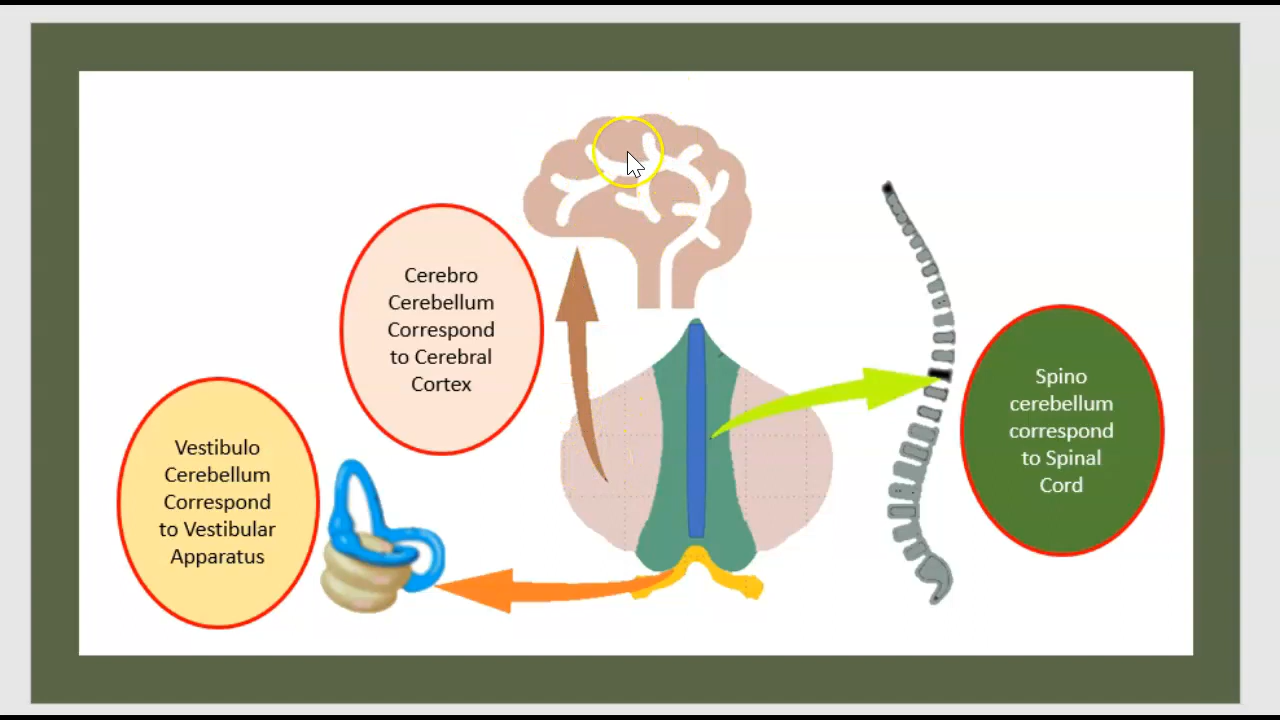 Cerebro
Cerebellum
Correspond
to Cerebral
Cortex
Vestibulo
Cerebellum
Correspond
to Vestibular
Apparatus
Spino
cerebellum
correspond
to Spinal
Cord